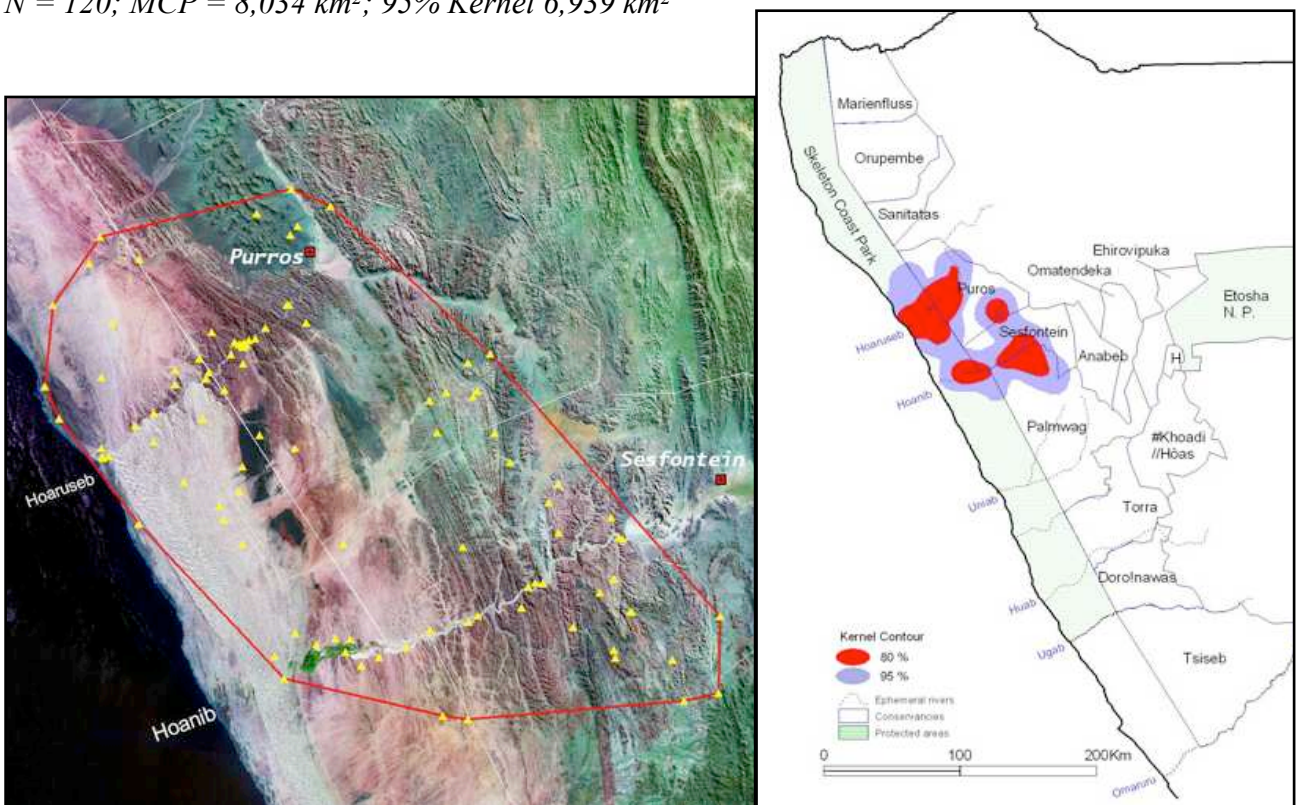 N = 120; MCP = 8,034 km²; 95% Kernel 6,939 km²
Purros
Sesfontein
Hoaruseb
Hoanib
Marienfluss
Orupembe
Skeleton Coast Park
Sanitatas
Ehirovipuka
Omatendeka
Puros
Etosha
N. P.
Sesfontein
Hoaruseb
Anabeb
H
Hoanib
Palmwag
#Khoadi
//Hôas
Uniab
Torra
Doro!nawas
Huab
Kernel Contour
80 %
95 %
Ugab
Tsiseb
Ephemeral rivers
Conservancies
Protected areas
0 100 200Km
Omaruru